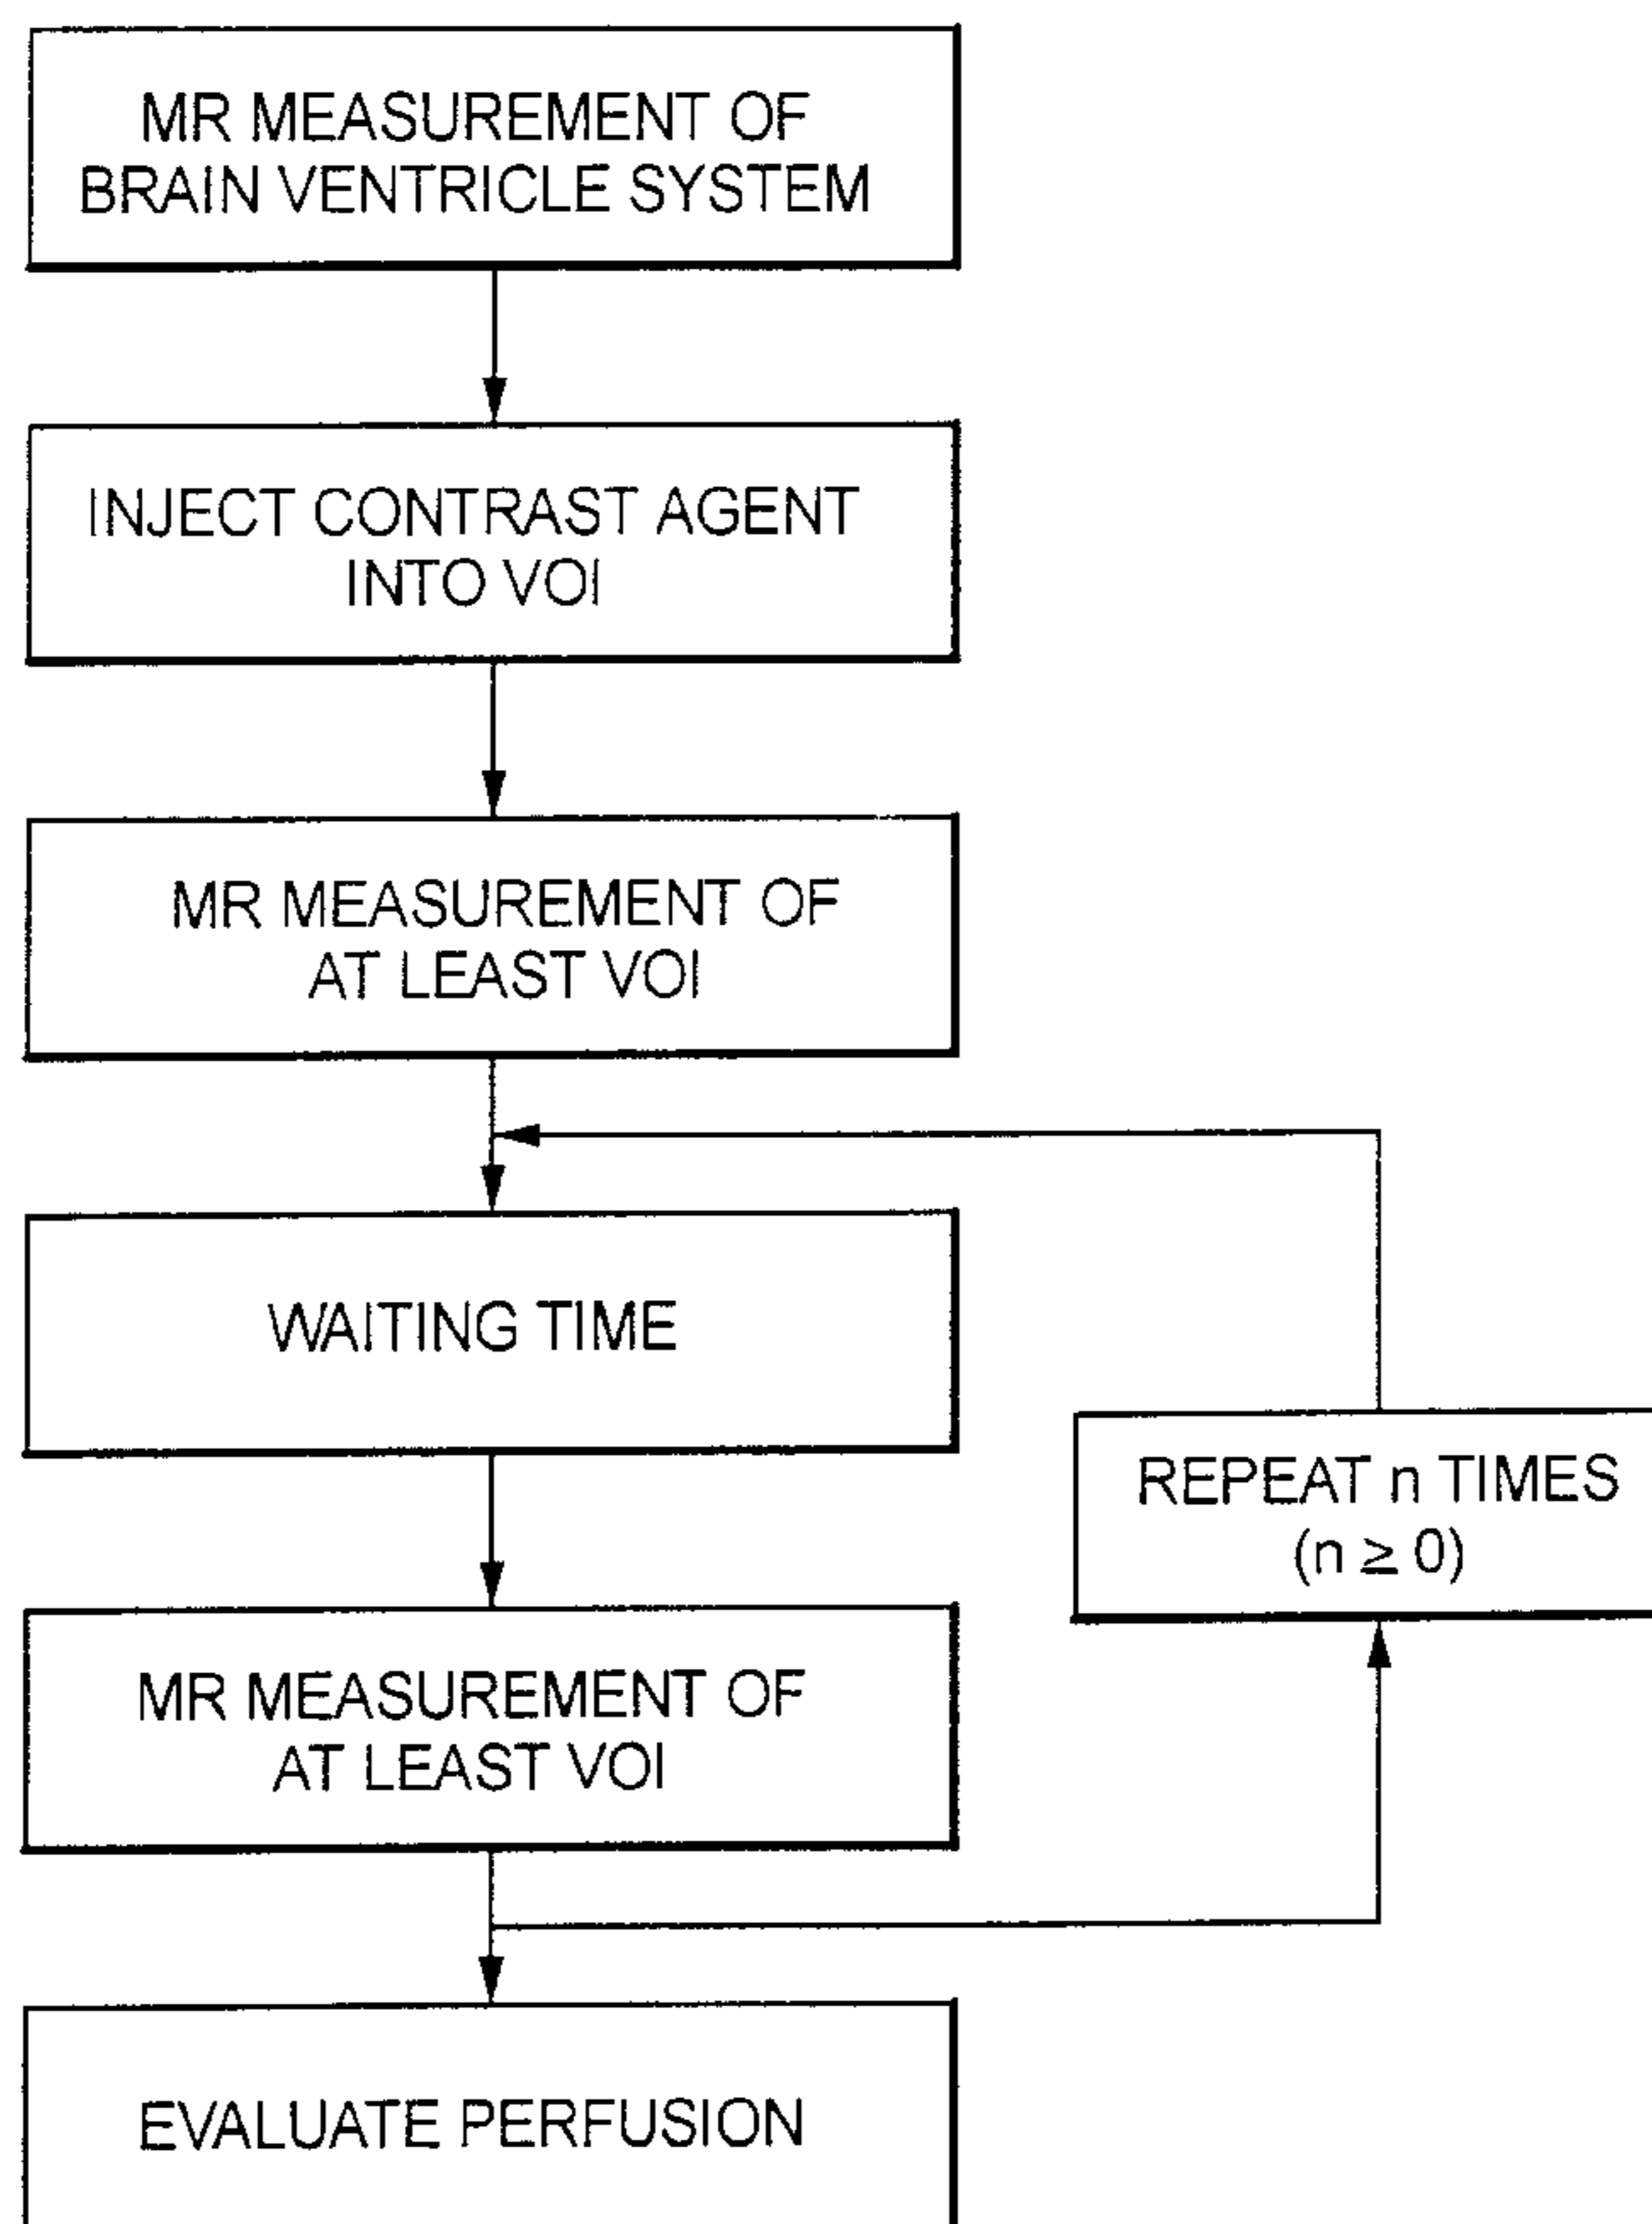 MR MEASUREMENT OF
BRAIN VENTRICLE SYSTEM
INJECT CONTRAST AGENT
INTO VOI
MR MEASUREMENT OF
AT LEAST VOI
WAITING TIME
REPEAT n TIMES
(n ≥ 0)
MR MEASUREMENT OF
AT LEAST VOI
EVALUATE PERFUSION